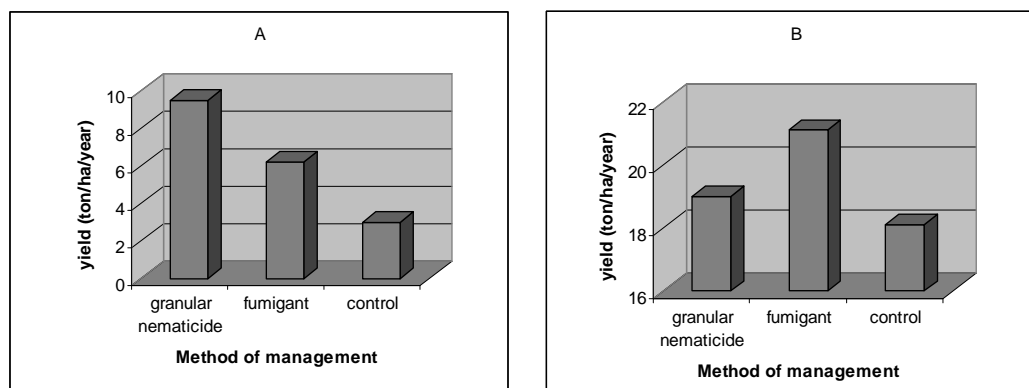 A
yield (ton/ha/year)
10
8
6
4
2
0
granular
nematicide
fumigant
control
Method of management
B
yield (ton/ha/year)
22
20
18
16
granular
nematicide
fumigant
control
Method of management